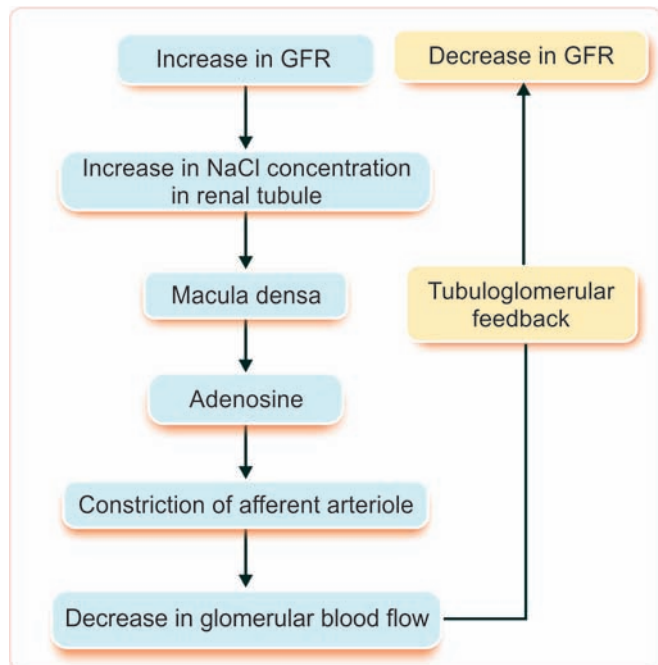 Increase in GFR
Increase in NaCl concentration
in renal tubule
Macula densa
Adenosine
Constriction of afferent arteriole
Decrease in glomerular blood flow
Tubuloglomerular
feedback
Decrease in GFR